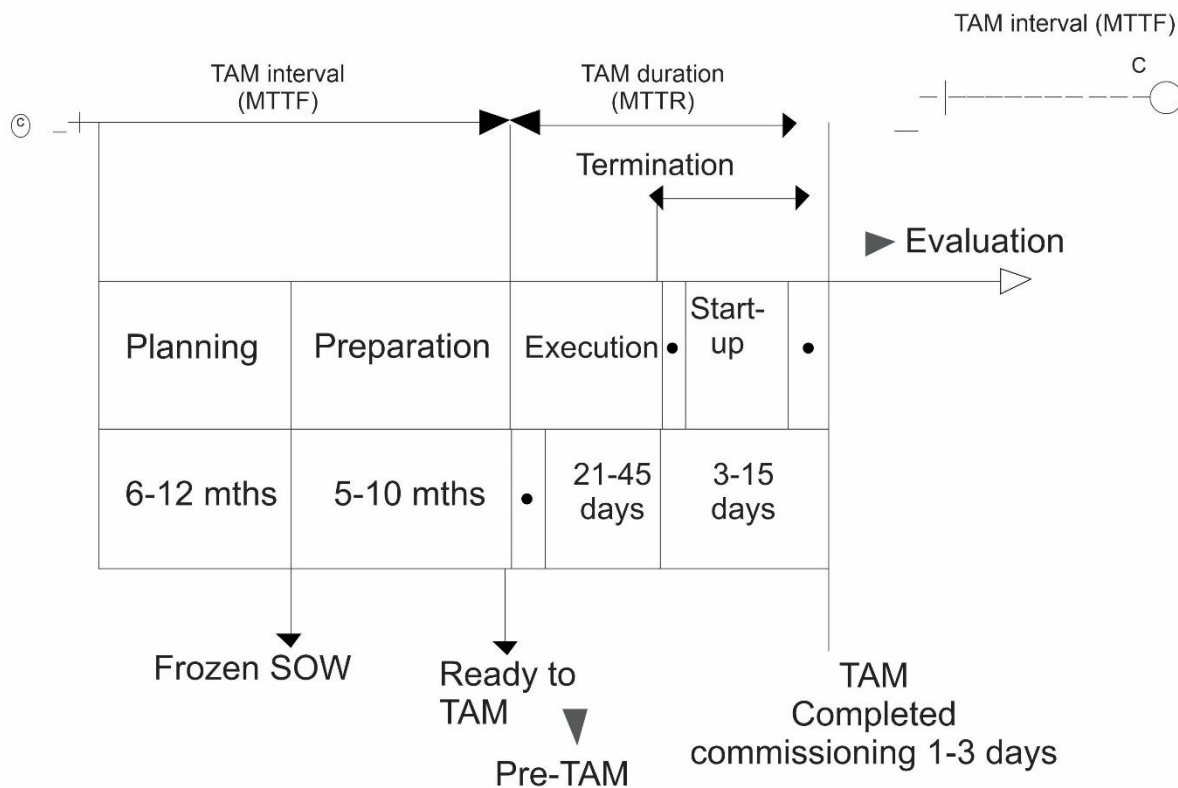 TAM interval (MTTF)
C
TAM interval
(MTTF)
TAM duration
(MTTR)
c
Termination
Evaluation
Planning
Preparation
Execution
Start-
up
6-12 mths
5-10 mths
21-45
days
3-15
days
Frozen SOW
Ready to
TAM
Pre-TAM
TAM
Completed
commissioning 1-3 days